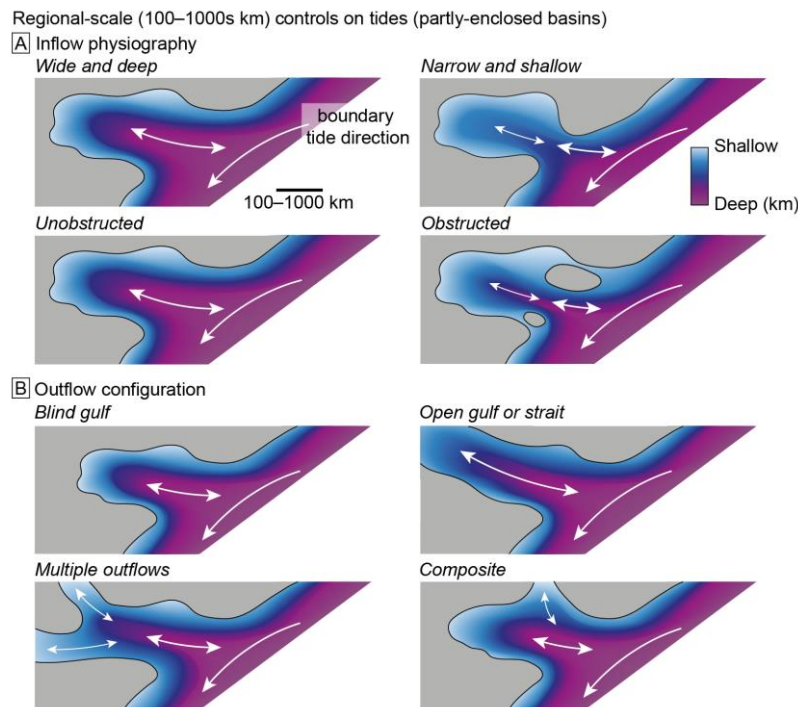 Regional-scale (100–1000s km) controls on tides (partly-enclosed basins)
A Inflow physiography
Wide and deep
Narrow and shallow
boundary
tide direction
100–1000 km
Shallow
Deep (km)
Unobstructed
Obstructed
B Outflow configuration
Blind gulf
Open gulf or strait
Multiple outflows
Composite